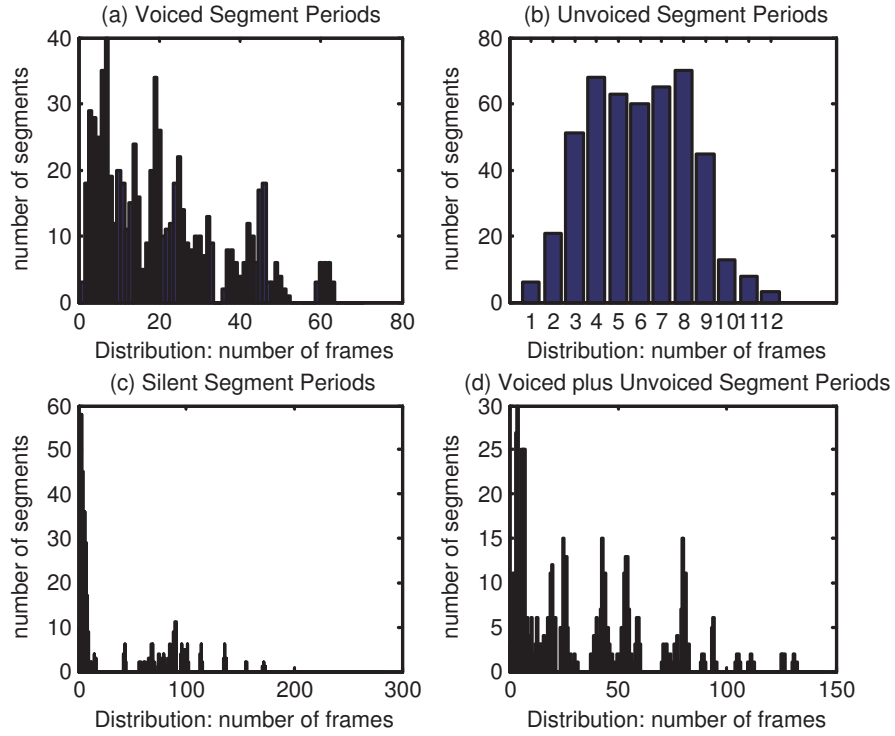 (a) Voiced Segment Periods
40
30
20
10
0
number of segments
0 20 40 60 80
Distribution: number of frames
(b) Unvoiced Segment Periods
80
60
40
20
0
number of segments
1 2 3 4 5 6 7 8 9 10 11 12
Distribution: number of frames
(c) Silent Segment Periods
60
50
40
30
20
10
0
number of segments
0 100 200 300
Distribution: number of frames
(d) Voiced plus Unvoiced Segment Periods
30
25
20
15
10
5
0
number of segments
0 50 100 150
Distribution: number of frames